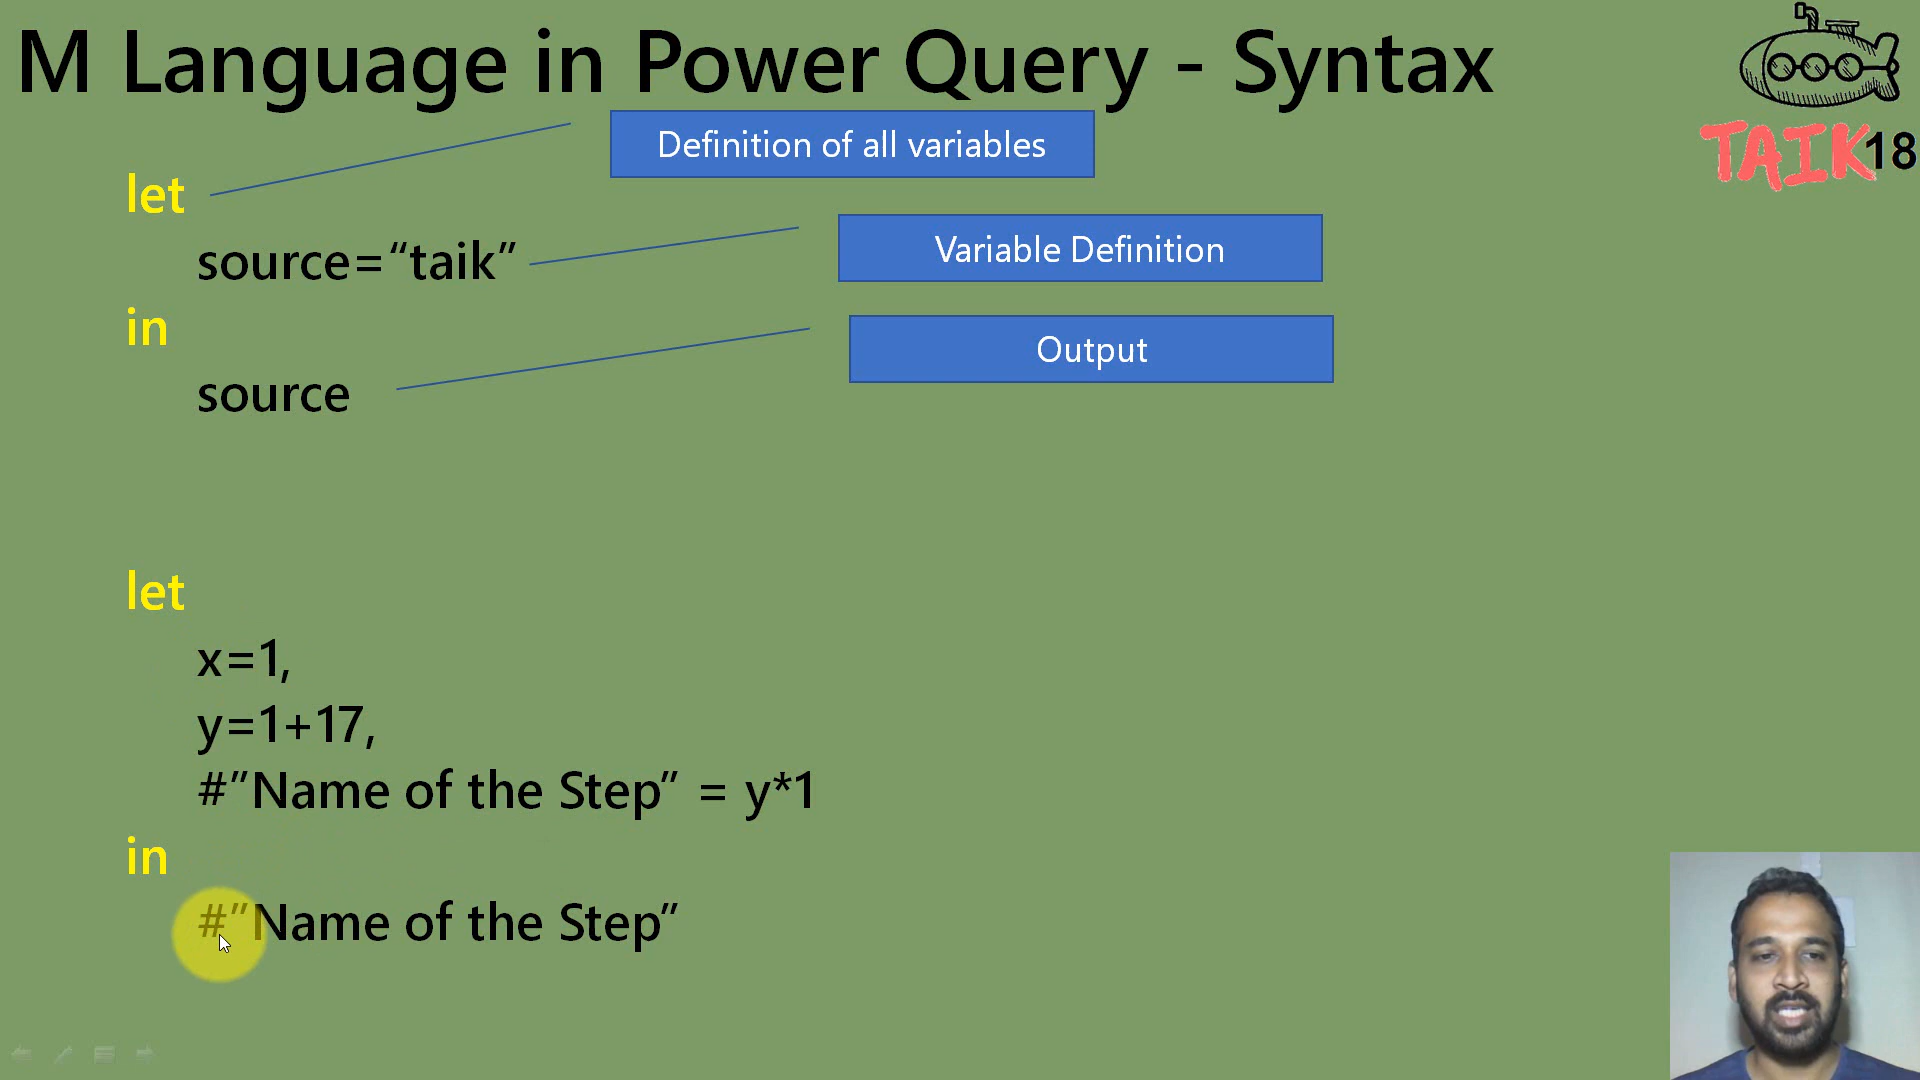 M Language in Power Query - Syntax
TAIK18
Definition of all variables
let
source=“taik”
Variable Definition
in
Output
source
let
x=1,
y=1+17,
#”Name of the Step” = y*1
in
#”Name of the Step”